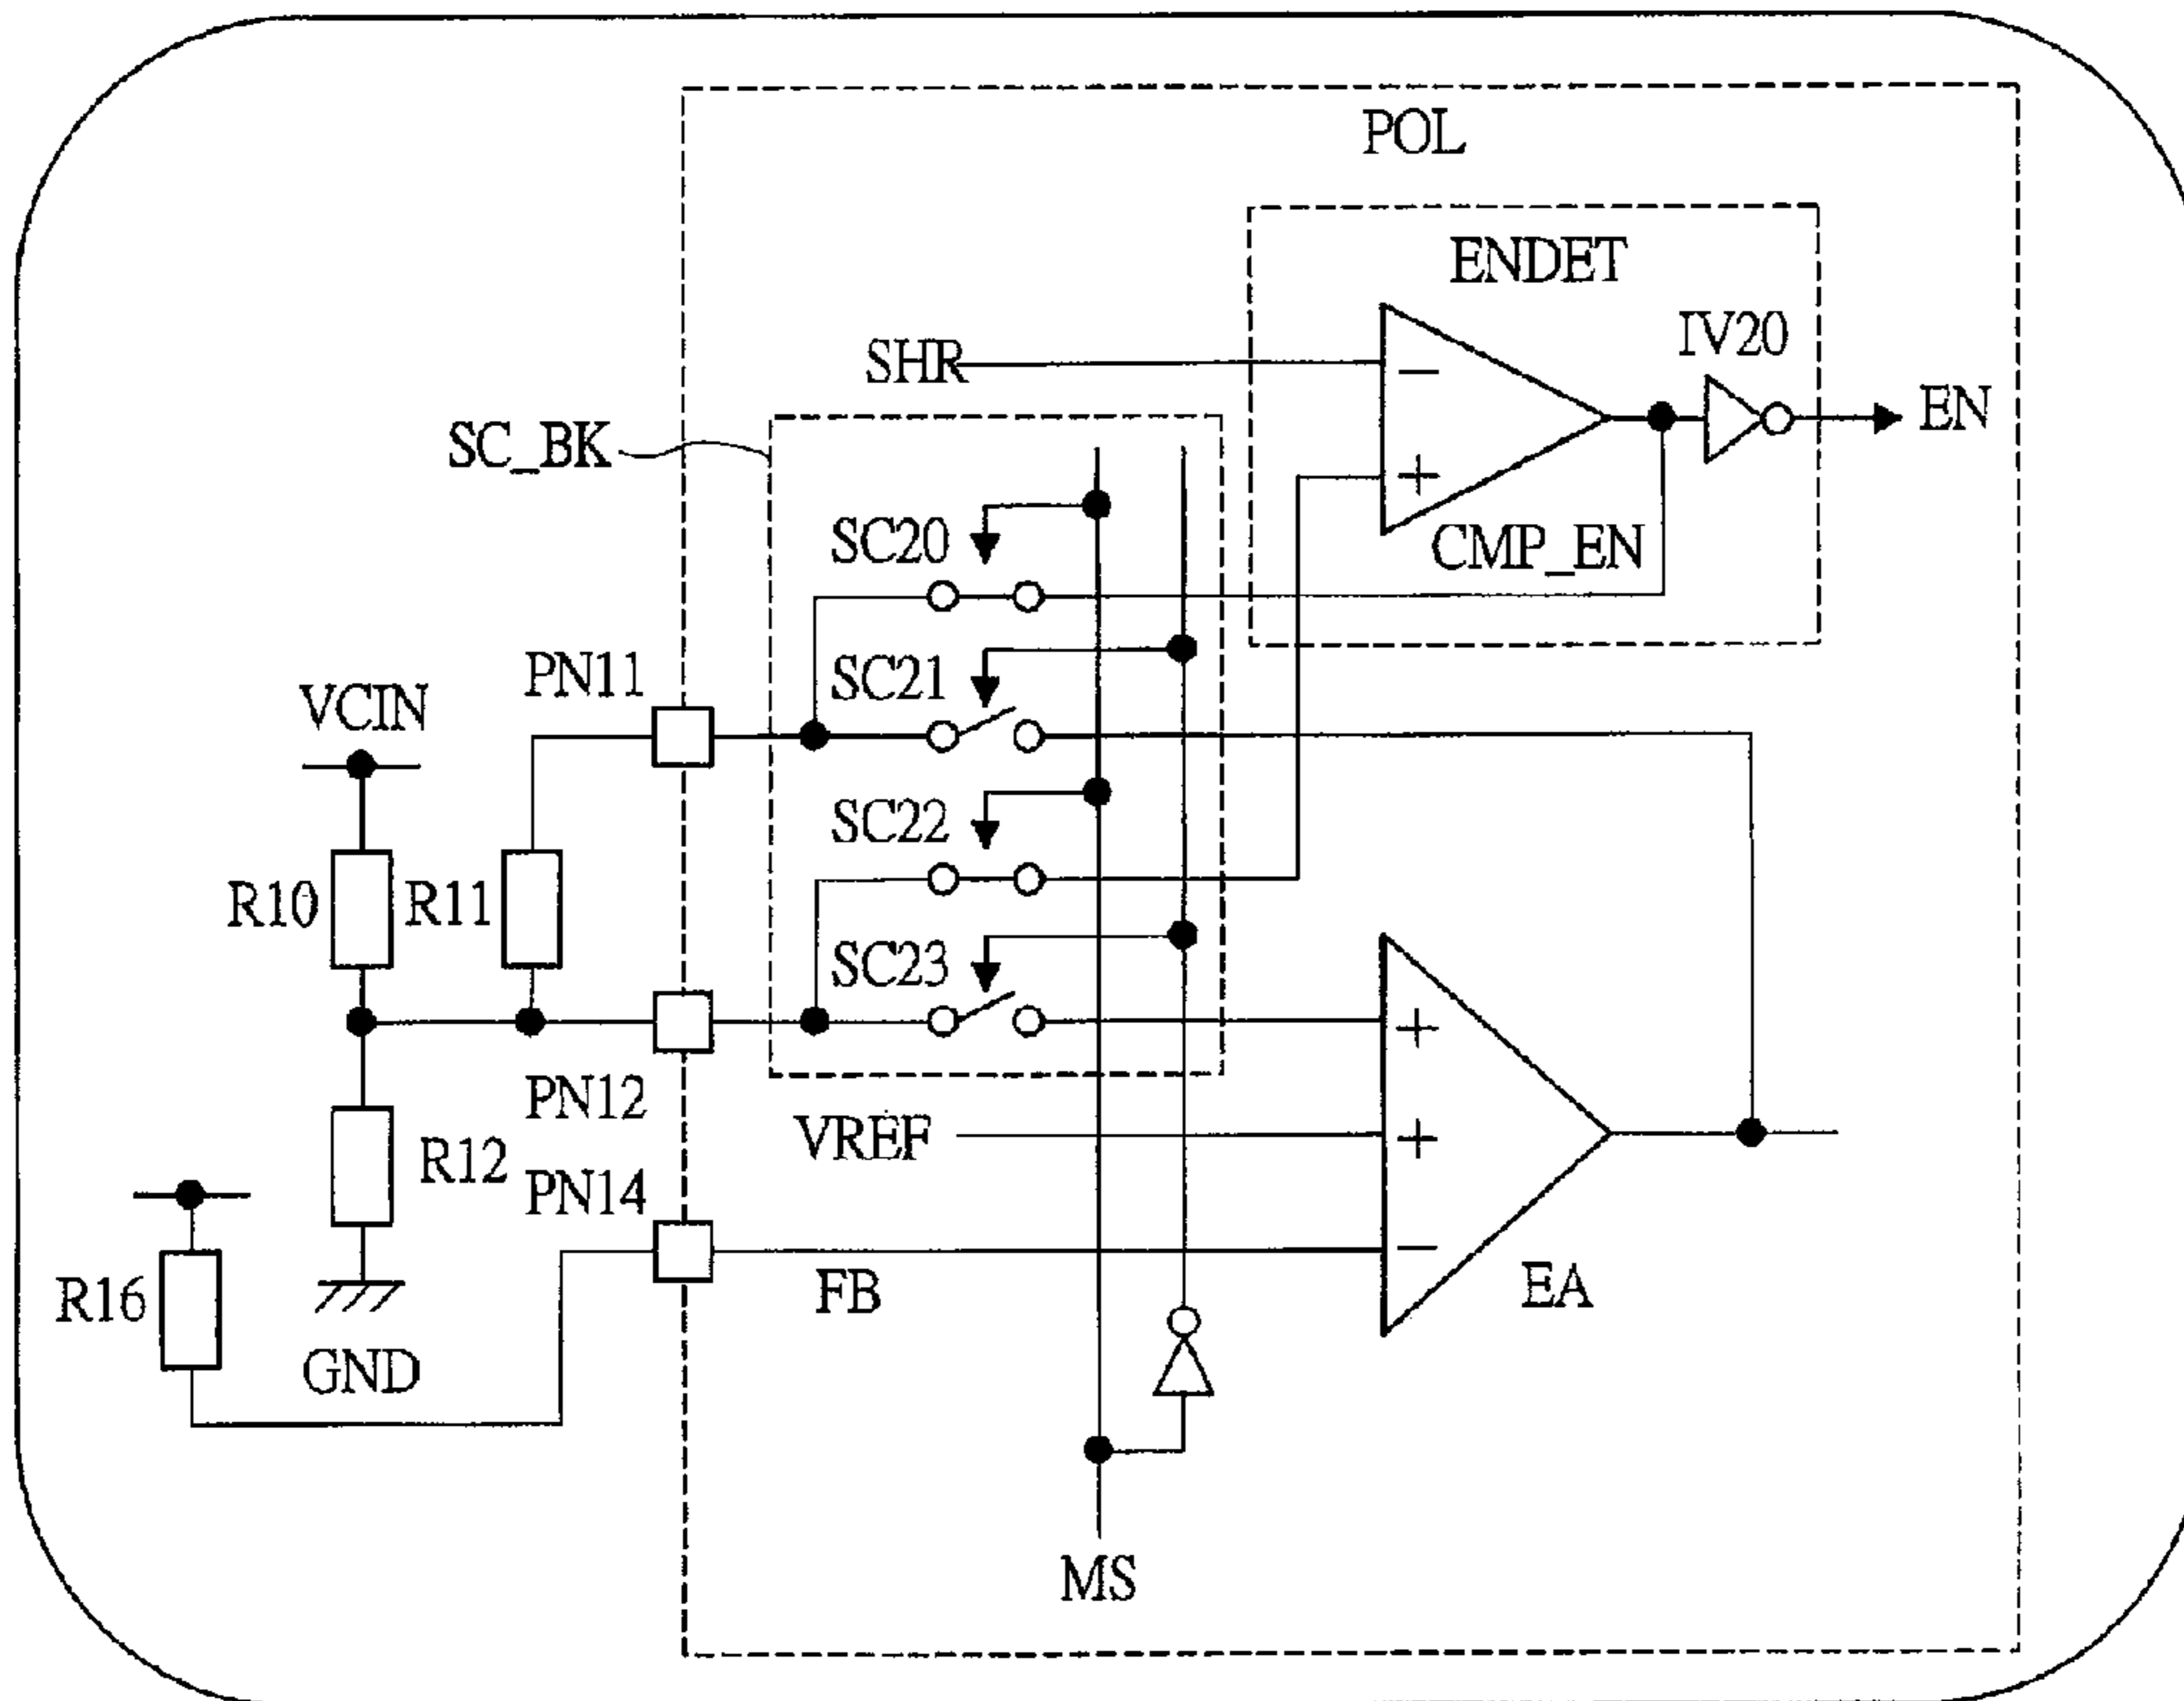 POL
ENDET
IV20
SHR
−
EN
SC_BK
+
SC20
CMP_EN
PN11
SC21
VCIN
SC22
R10
R11
SC23
+
PN12
VREF
+
R12
PN14
−
R16
FB
EA
GND
MS